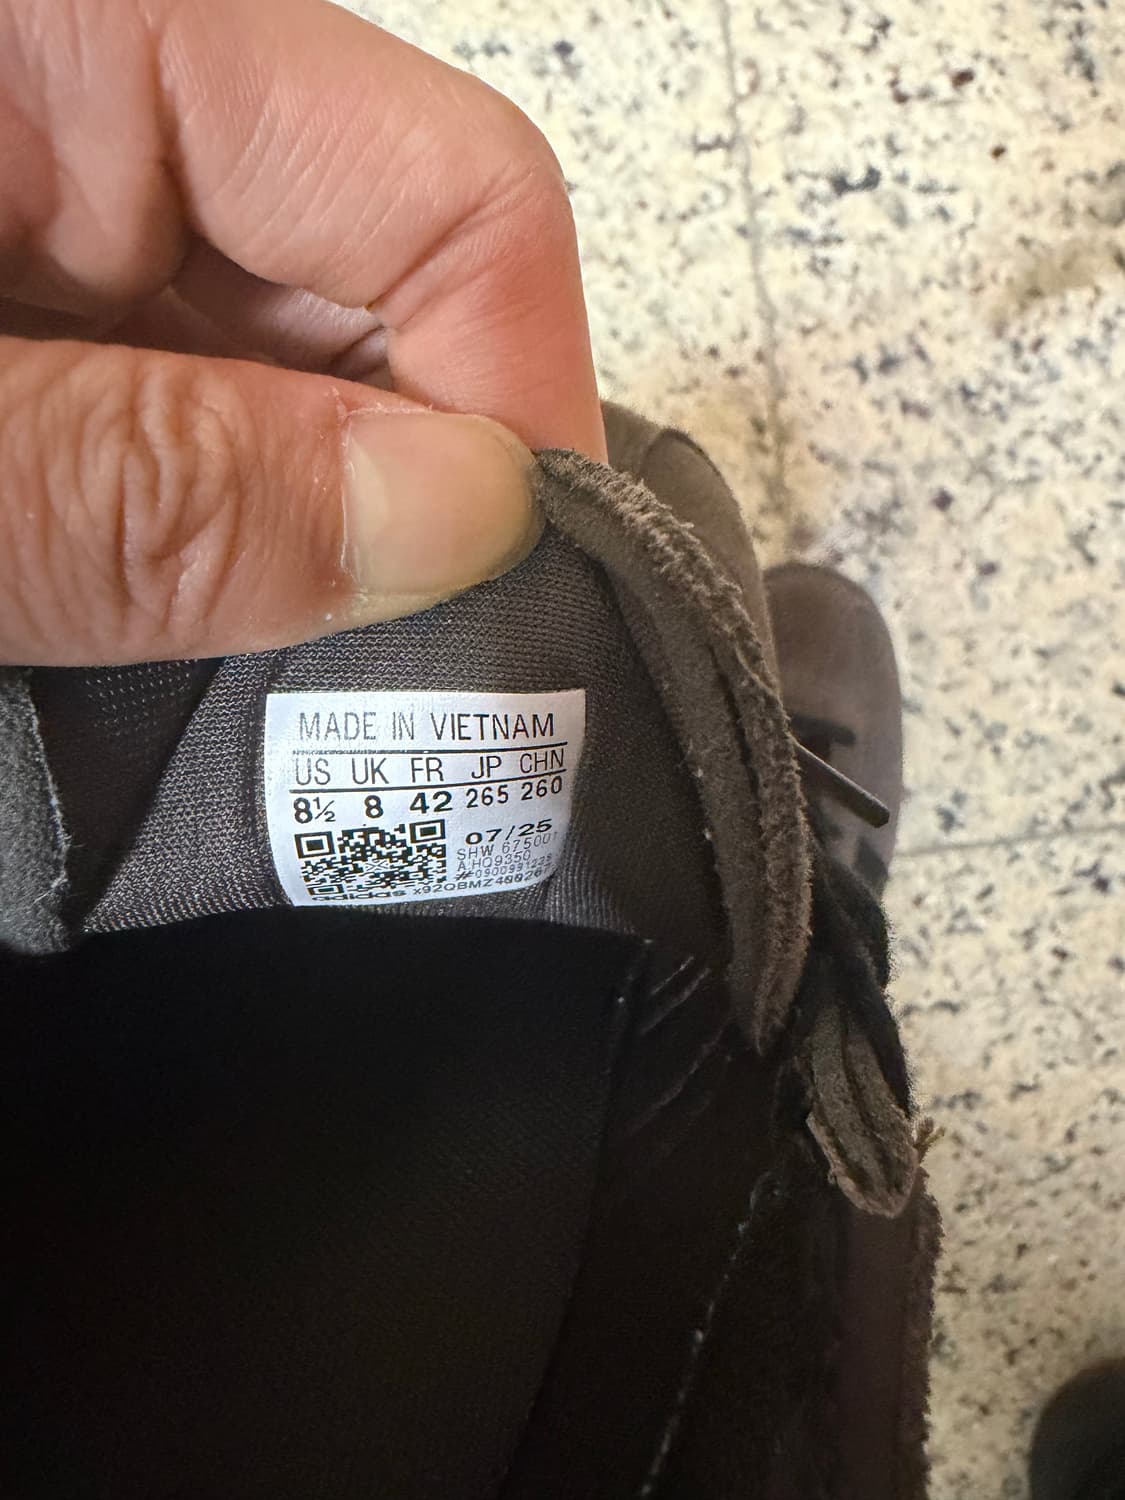 MADE IN VIETNAM
US UK FR JP CHN
8½ 8 42 265 260
07/25
SHW 675001
A:HQ9350
adidas